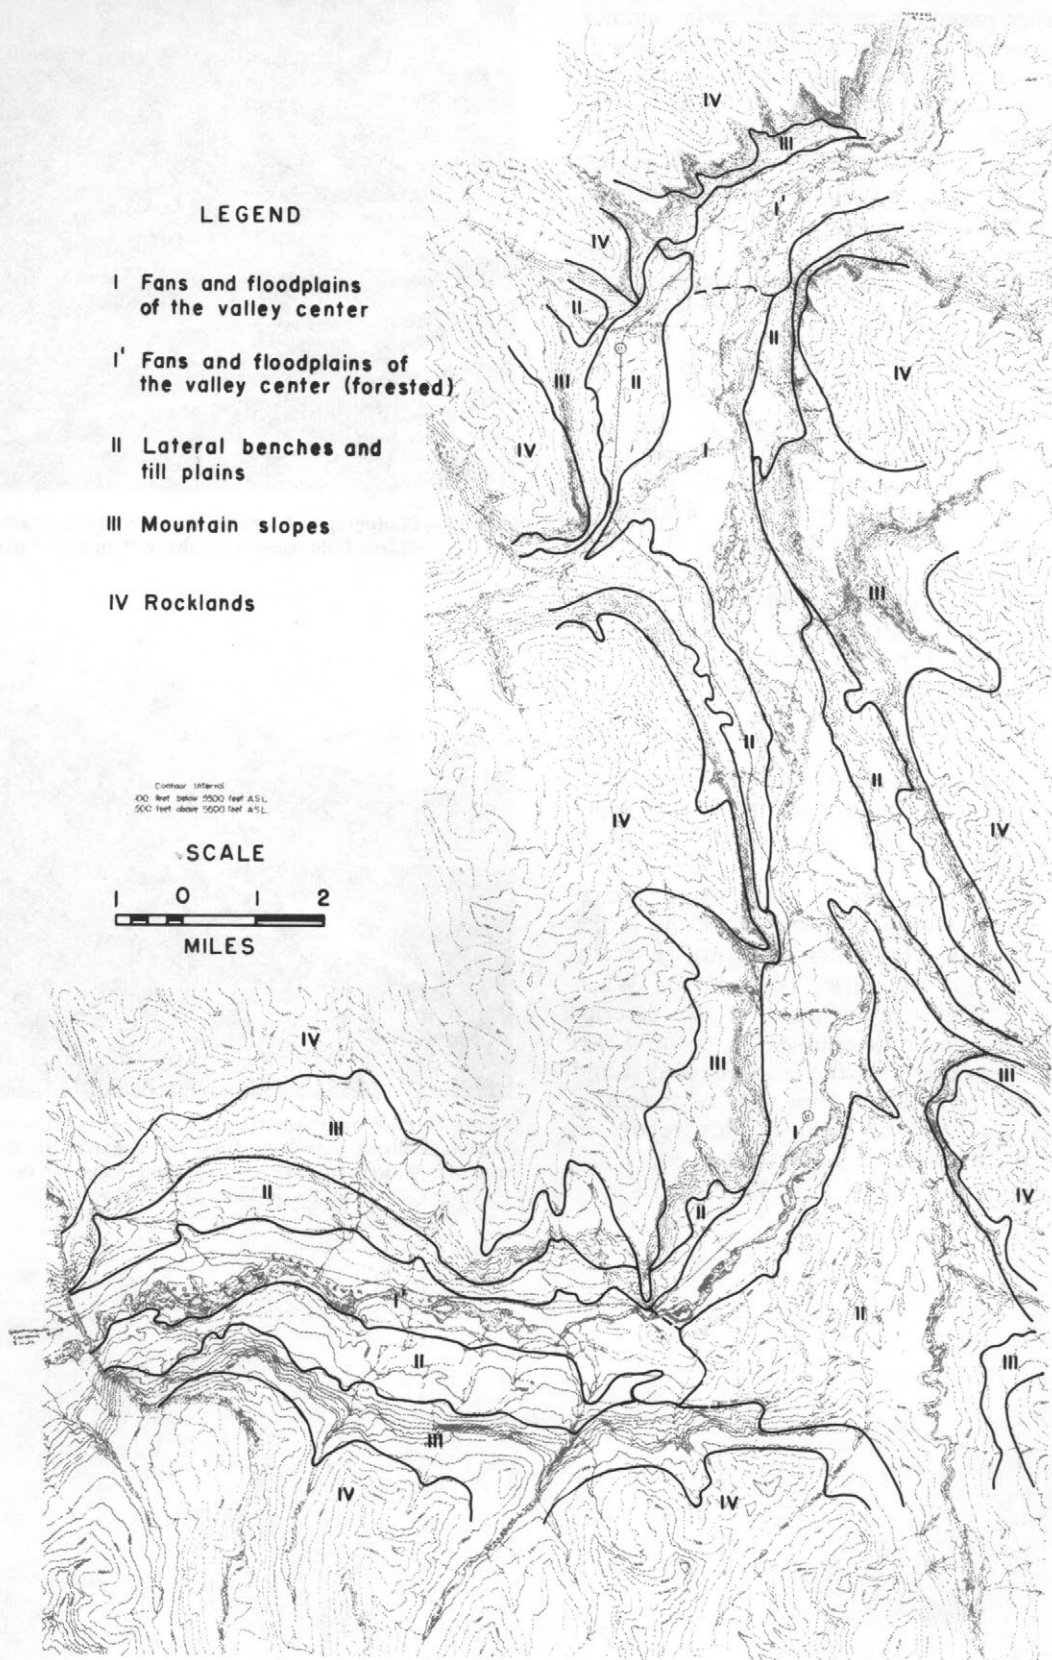 LEGEND
I Fans and floodplains
of the valley center
I' Fans and floodplains of
the valley center (forested)
II Lateral benches and
till plains
III Mountain slopes
IV Rocklands
Contour Interval
100 feet below 5500 feet A.S.L.
500 feet above 5500 feet A.S.L.
SCALE
1 0 1 2
MILES
IV
III
I'
IV
II
II
III
II
IV
IV
I
III
II
II
IV
IV
IV
III
III
III
I
II
IV
II
I'
II
II
III
III
IV
IV